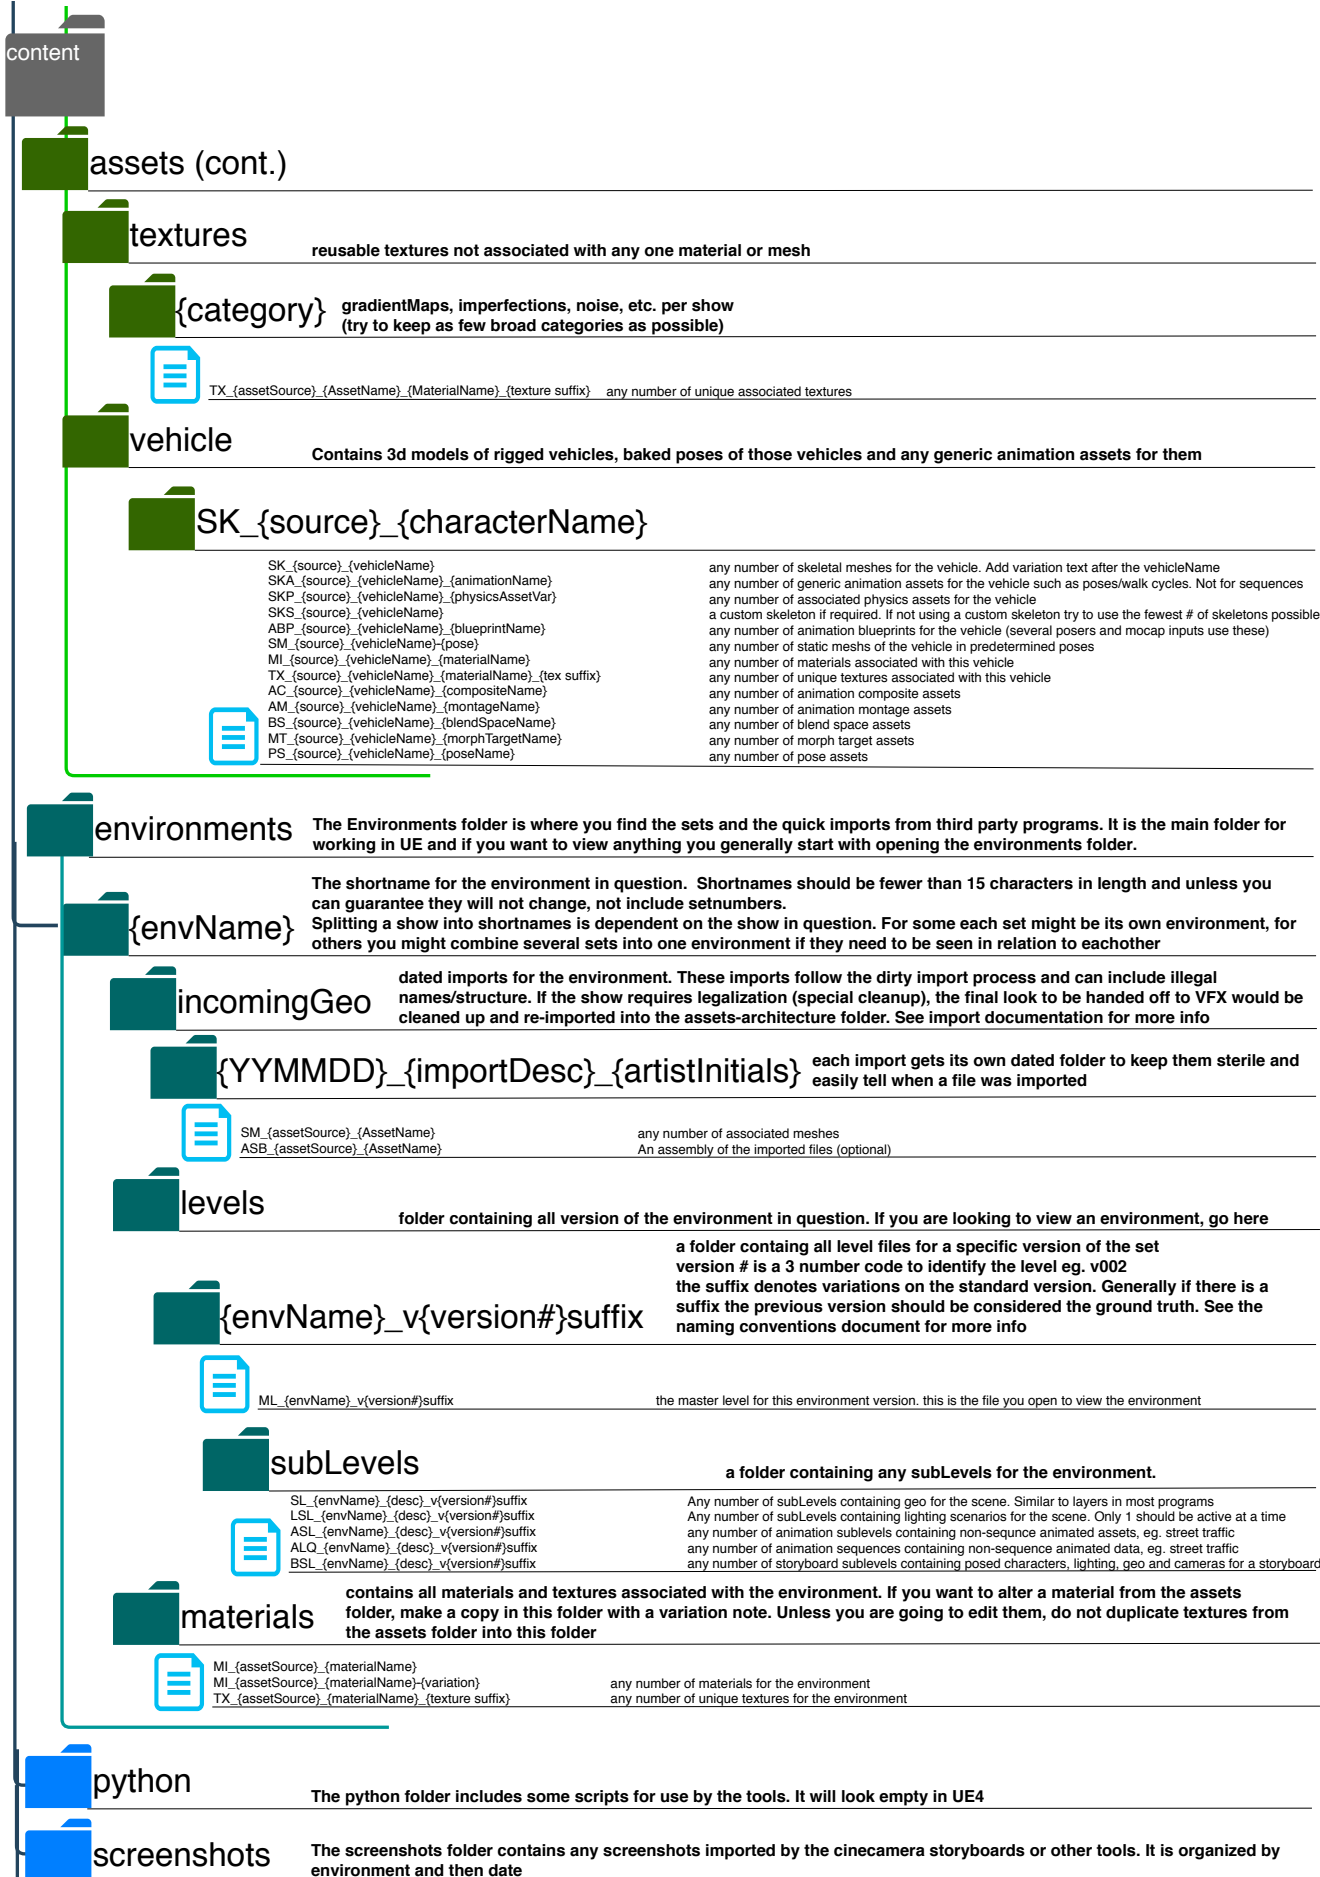 content
assets (cont.)
textures
reusable textures not associated with any one material or mesh
{category}
gradientMaps, imperfections, noise, etc. per show
(try to keep as few broad categories as possible)
TX_{assetSource}_{AssetName}_{MaterialName}_{texture suffix} any number of unique associated textures
vehicle
Contains 3d models of rigged vehicles, baked poses of those vehicles and any generic animation assets for them
SK_{source}_{characterName}
SK_{source}_{vehicleName} any number of skeletal meshes for the vehicle. Add variation text after the vehicleName
SKA_{source}_{vehicleName}_{animationName} any number of generic animation assets for the vehicle such as poses/walk cycles. Not for sequences
SKP_{source}_{vehicleName}_{physicsAssetVar} any number of associated physics assets for the vehicle
SKS_{source}_{vehicleName} a custom skeleton if required. If not using a custom skeleton try to use the fewest # of skeletons possible
ABP_{source}_{vehicleName}_{blueprintName} any number of animation blueprints for the vehicle (several posers and mocap inputs use these)
SM_{source}_{vehicleName}-{pose} any number of static meshs of the vehicle in predetermined poses
MI_{source}_{vehicleName}_{materialName} any number of materials associated with this vehicle
TX_{source}_{vehicleName}_{materialName}_{tex suffix} any number of unique textures associated with this vehicle
AC_{source}_{vehicleName}_{compositeName} any number of animation composite assets
AM_{source}_{vehicleName}_{montageName} any number of animation montage assets
BS_{source}_{vehicleName}_{blendSpaceName} any number of blend space assets
MT_{source}_{vehicleName}_{morphTargetName} any number of morph target assets
PS_{source}_{vehicleName}_{poseName} any number of pose assets
environments
The Environments folder is where you find the sets and the quick imports from third party programs. It is the main folder for
working in UE and if you want to view anything you generally start with opening the environments folder.
{envName}
The shortname for the environment in question. Shortnames should be fewer than 15 characters in length and unless you
can guarantee they will not change, not include setnumbers.
Splitting a show into shortnames is dependent on the show in question. For some each set might be its own environment, for
others you might combine several sets into one environment if they need to be seen in relation to eachother
incomingGeo
dated imports for the environment. These imports follow the dirty import process and can include illegal
names/structure. If the show requires legalization (special cleanup), the final look to be handed off to VFX would be
cleaned up and re-imported into the assets-architecture folder. See import documentation for more info
{YYMMDD}_{importDesc}_{artistInitials}
each import gets its own dated folder to keep them sterile and
easily tell when a file was imported
SM_{assetSource}_{AssetName} any number of associated meshes
ASB_{assetSource}_{AssetName} An assembly of the imported files (optional)
levels
folder containing all version of the environment in question. If you are looking to view an environment, go here
{envName}_v{version#}suffix
a folder containg all level files for a specific version of the set
version # is a 3 number code to identify the level eg. v002
the suffix denotes variations on the standard version. Generally if there is a
suffix the previous version should be considered the ground truth. See the
naming conventions document for more info
ML_{envName}_v{version#}suffix the master level for this environment version. this is the file you open to view the environment
subLevels
a folder containing any subLevels for the environment.
SL_{envName}_{desc}_v{version#}suffix Any number of subLevels containing geo for the scene. Similar to layers in most programs
LSL_{envName}_{desc}_v{version#}suffix Any number of subLevels containing lighting scenarios for the scene. Only 1 should be active at a time
ASL_{envName}_{desc}_v{version#}suffix any number of animation sublevels containing non-sequnce animated assets, eg. street traffic
ALQ_{envName}_{desc}_v{version#}suffix any number of animation sequences containing non-sequence animated data, eg. street traffic
BSL_{envName}_{desc}_v{version#}suffix any number of storyboard sublevels containing posed characters, lighting, geo and cameras for a storyboard
materials
contains all materials and textures associated with the environment. If you want to alter a material from the assets
folder, make a copy in this folder with a variation note. Unless you are going to edit them, do not duplicate textures from
the assets folder into this folder
MI_{assetSource}_{materialName}
MI_{assetSource}_{materialName}-{variation} any number of materials for the environment
TX_{assetSource}_{materialName}_{texture suffix} any number of unique textures for the environment
python
The python folder includes some scripts for use by the tools. It will look empty in UE4
screenshots
The screenshots folder contains any screenshots imported by the cinecamera storyboards or other tools. It is organized by
environment and then date